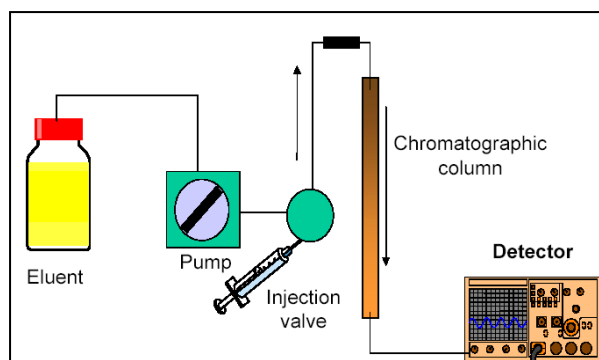 Chromatographic
column
Detector
Eluent
Pump
Injection
valve